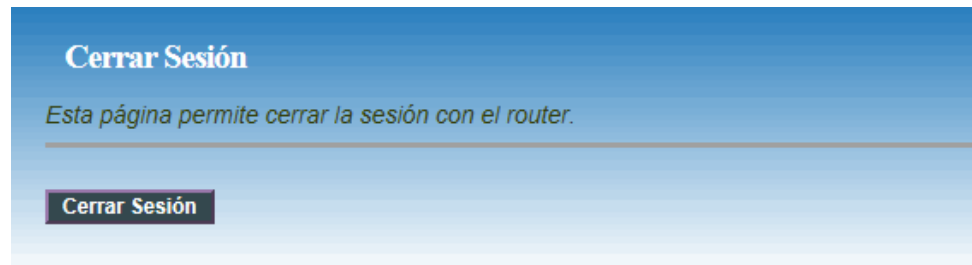 Cerrar Sesión
Esta página permite cerrar la sesión con el router.
Cerrar Sesión